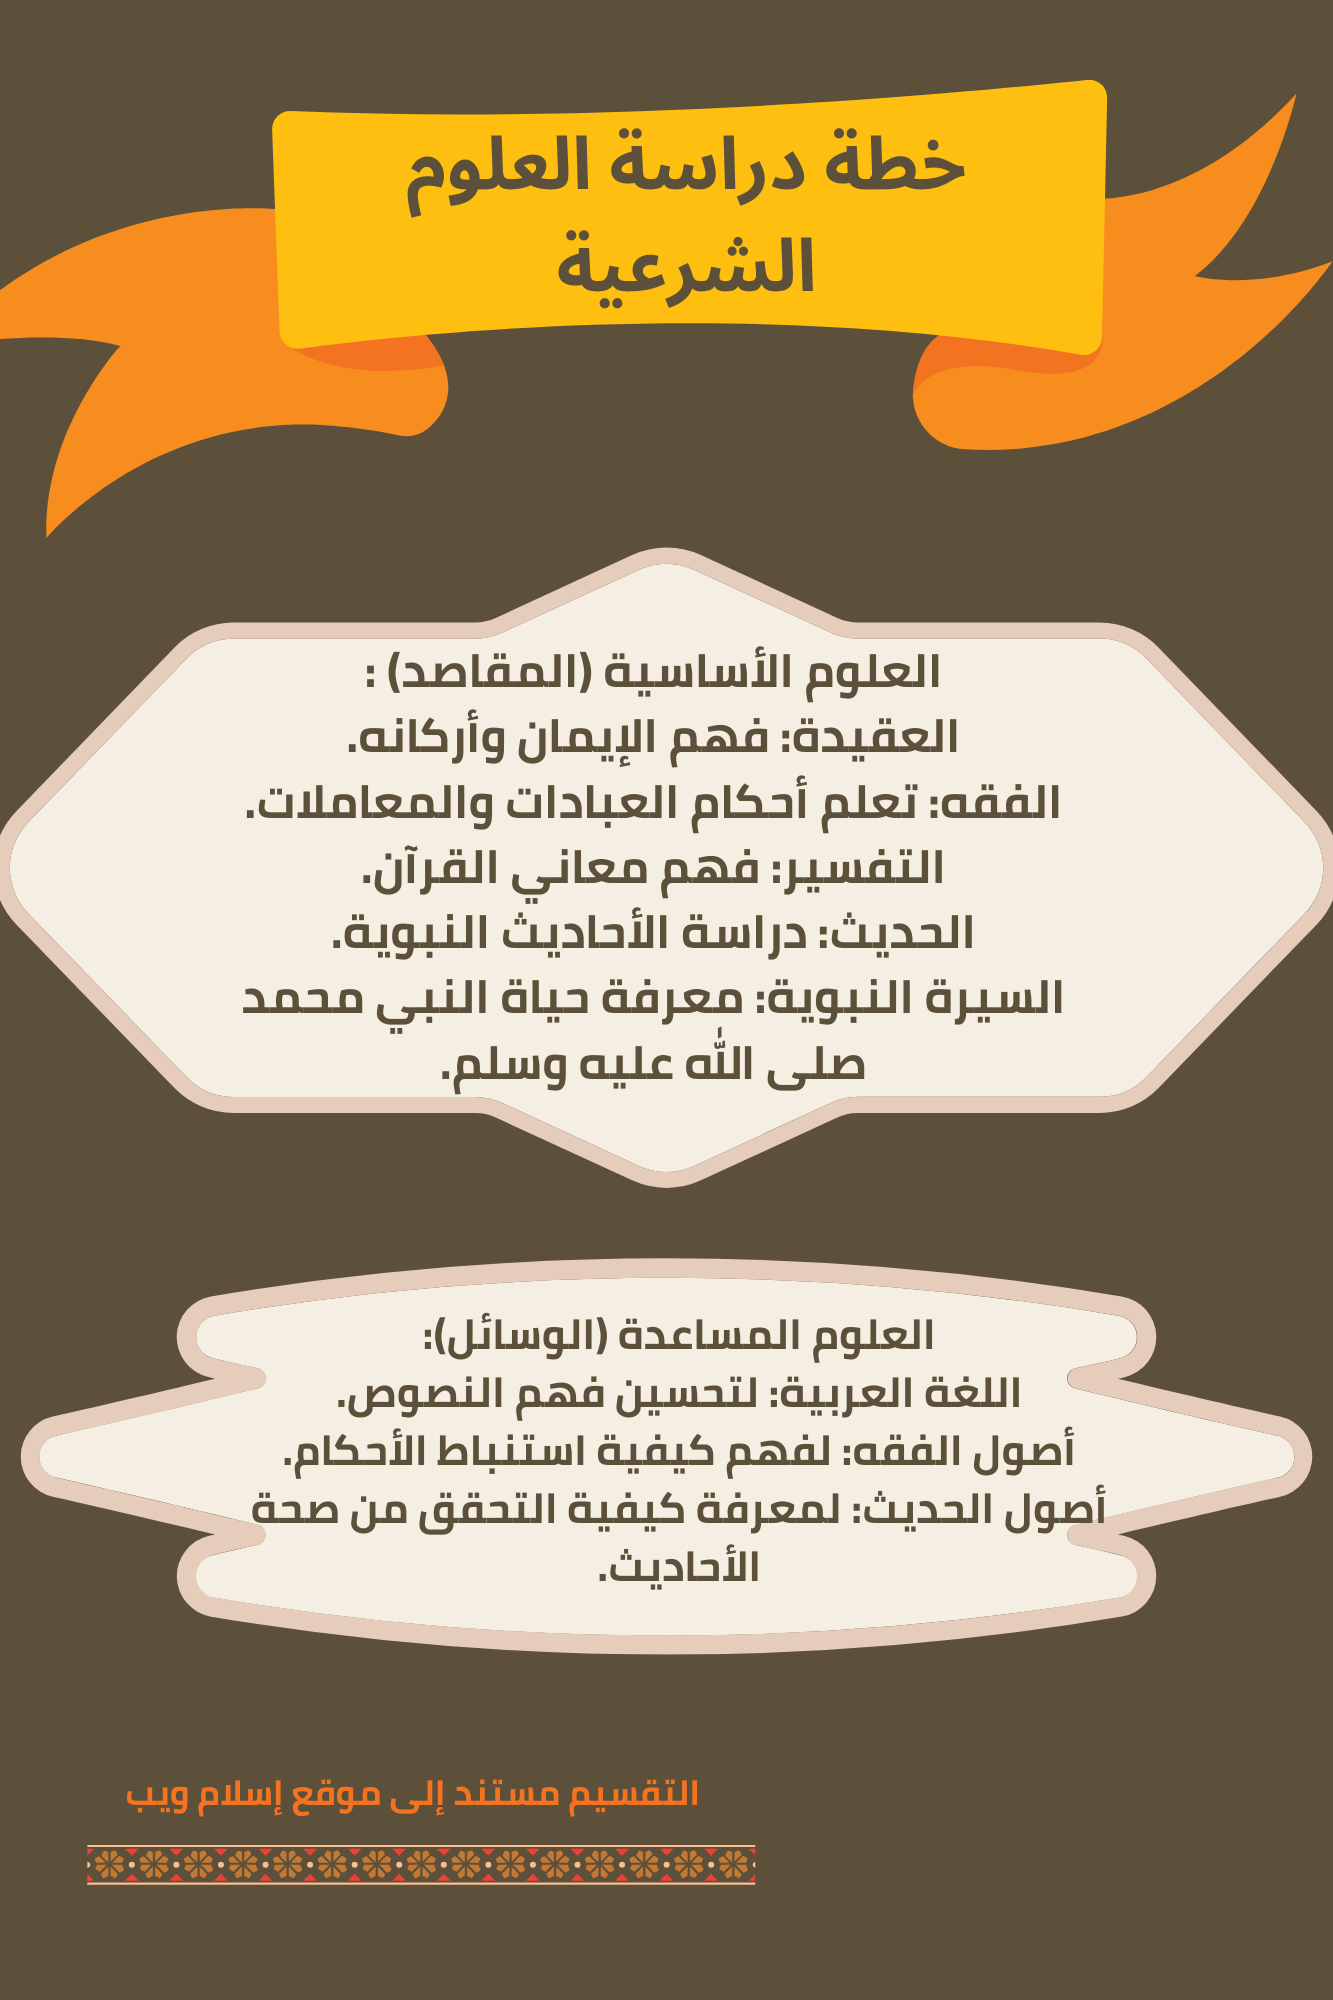 خطة دراسة العلوم
الشرعية
العلوم الأساسية (المقاصد) :
العقيدة: فهم الإيمان وأركانه.
الفقه: تعلم أحكام العبادات والمعاملات.
التفسير: فهم معاني القرآن.
الحديث: دراسة الأحاديث النبوية.
السيرة النبوية: معرفة حياة النبي محمد
صلى الله عليه وسلم.
العلوم المساعدة (الوسائل):
اللغة العربية: لتحسين فهم النصوص.
أصول الفقه: لفهم كيفية استنباط الأحكام.
أصول الحديث: لمعرفة كيفية التحقق من صحة
الأحاديث.
التقسيم مستند إلى موقع إسلام ويب